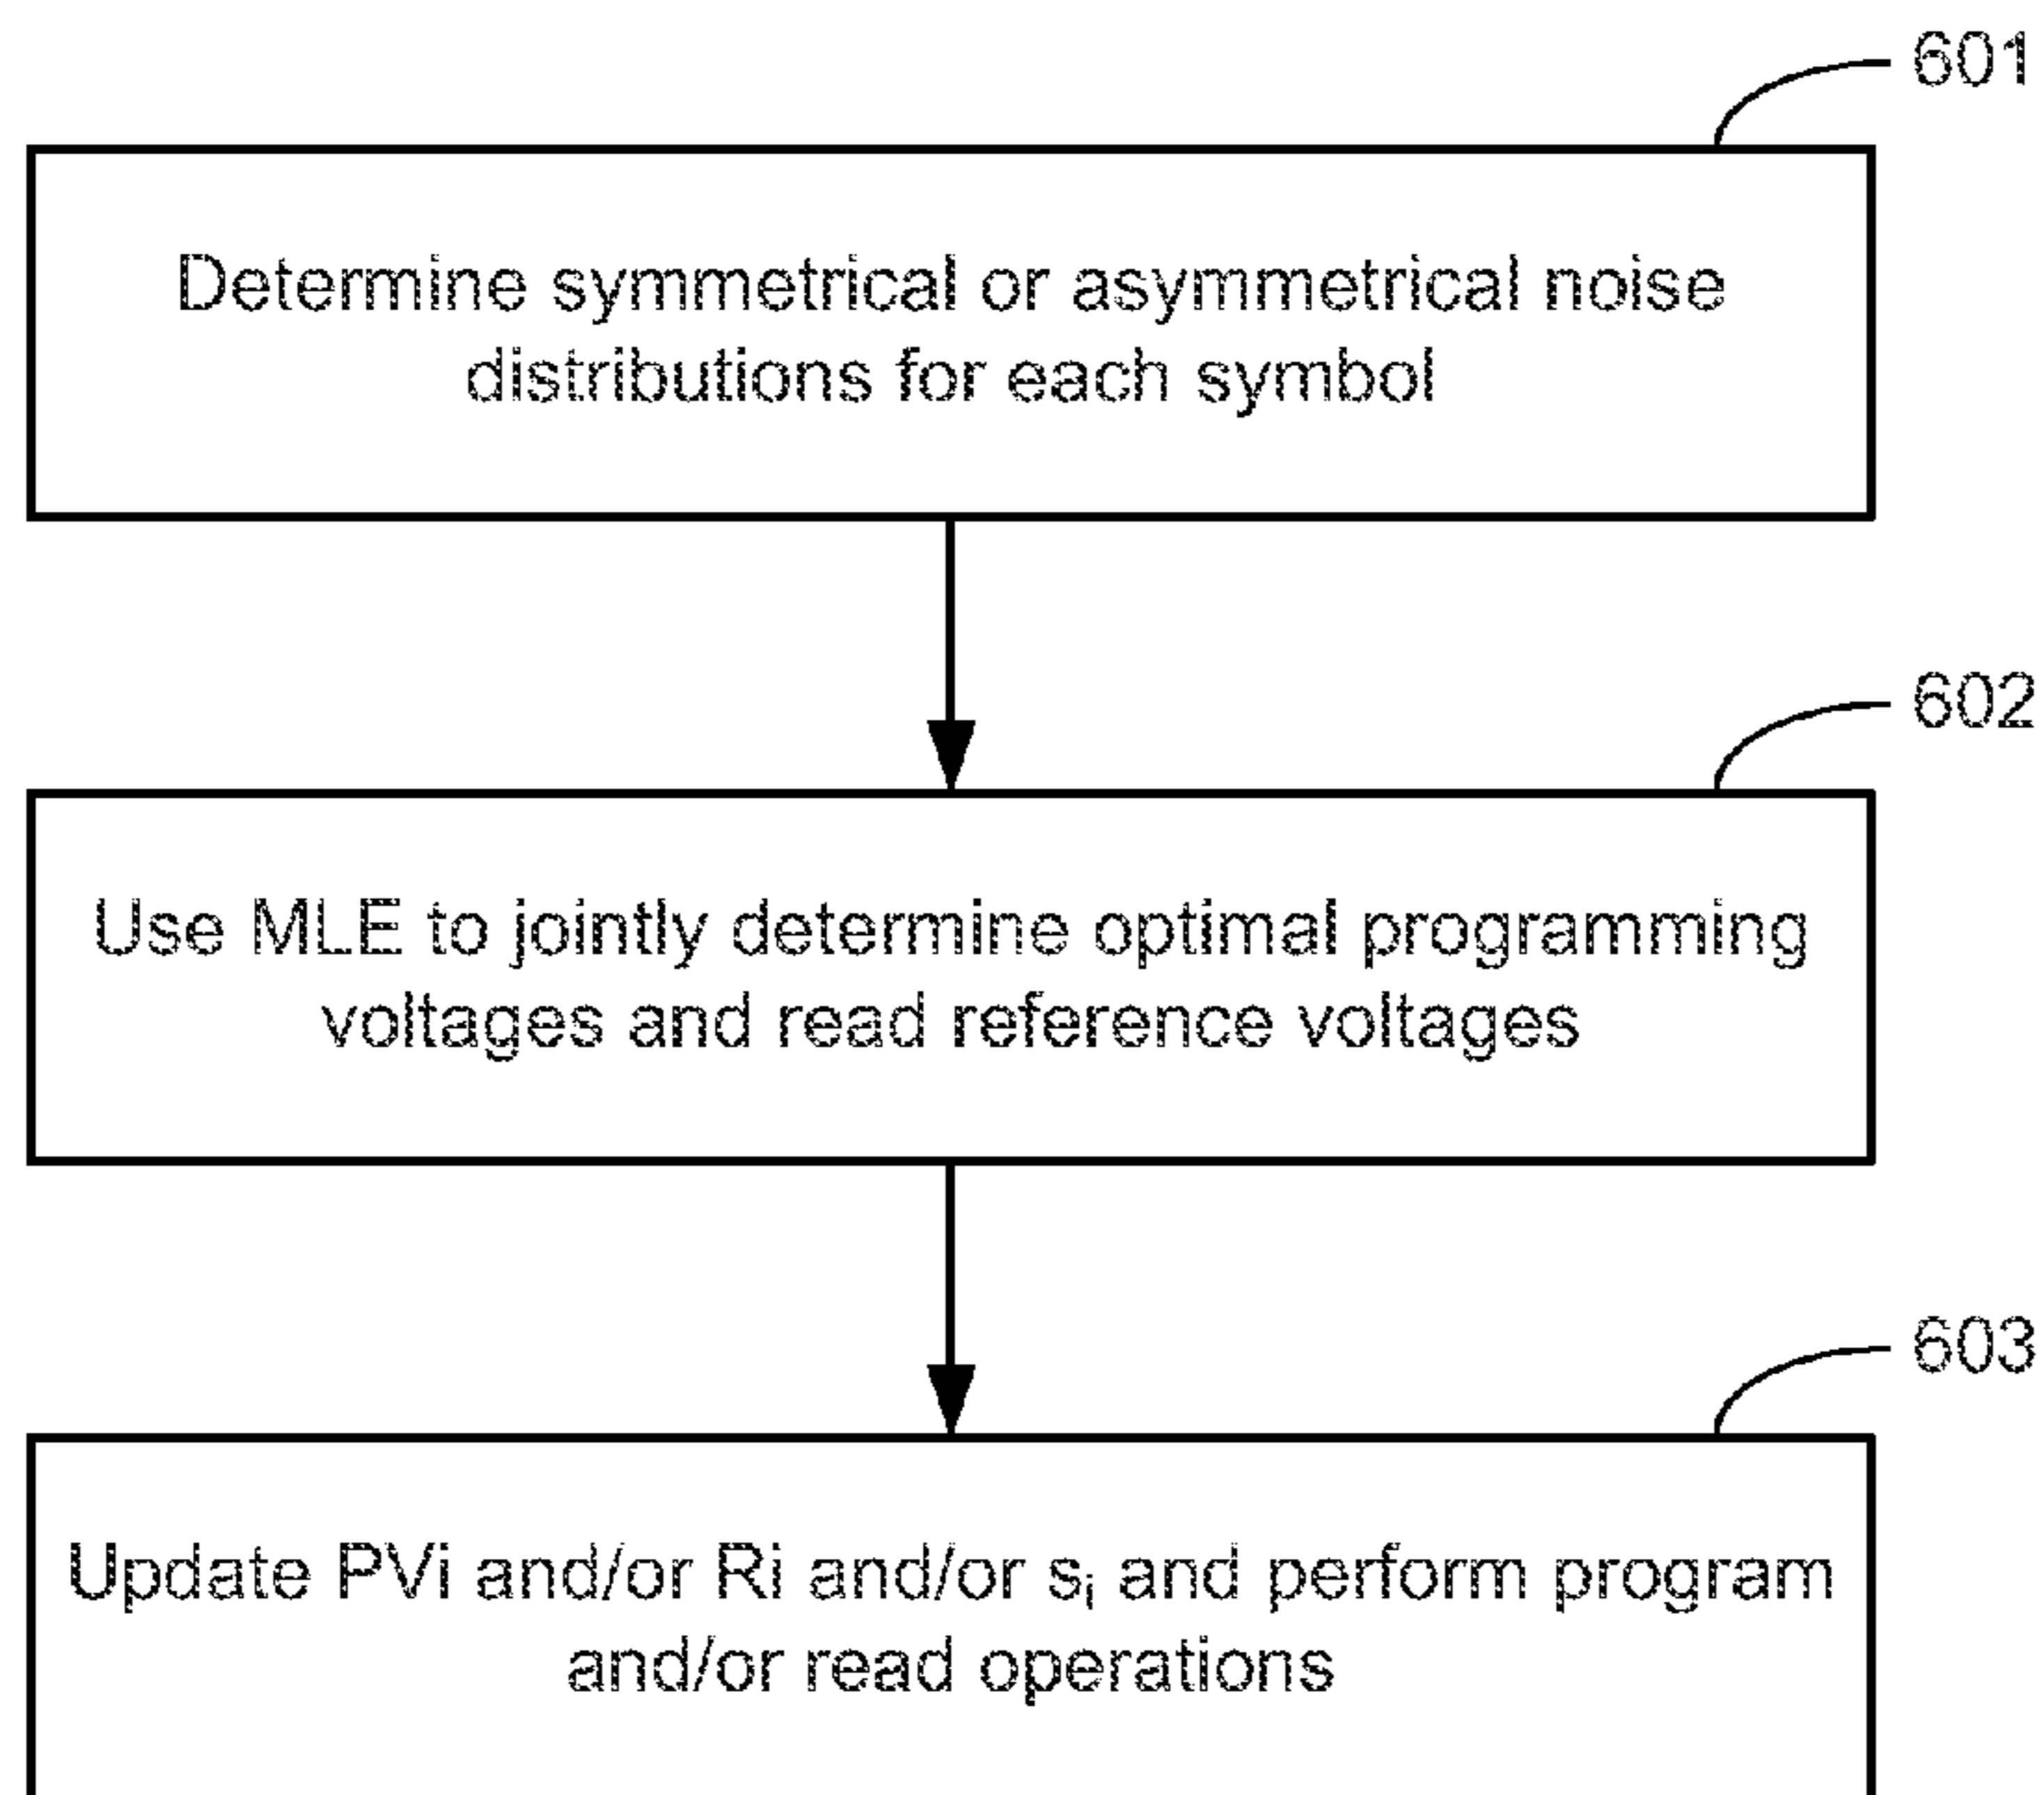 601
Determine symmetrical or asymmetrical noise
distributions for each symbol
602
Use MLE to jointly determine optimal programming
voltages and read reference voltages
603
Update PVi and/or Ri and/or sᵢ and perform program
and/or read operations